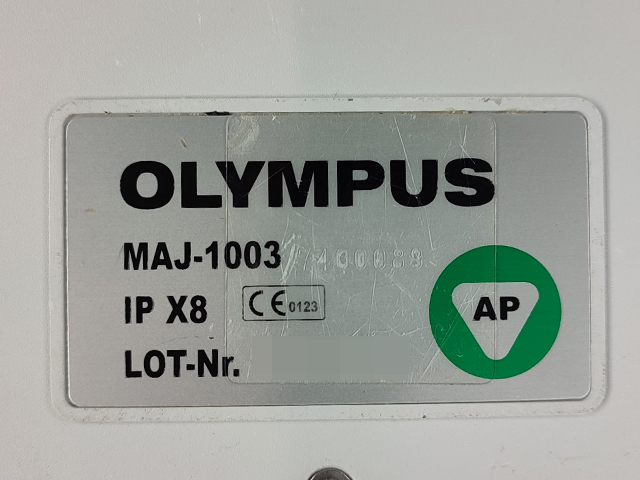 OLYMPUS
MAJ-1003
IP X8 CE 0123
LOT-Nr.
AP